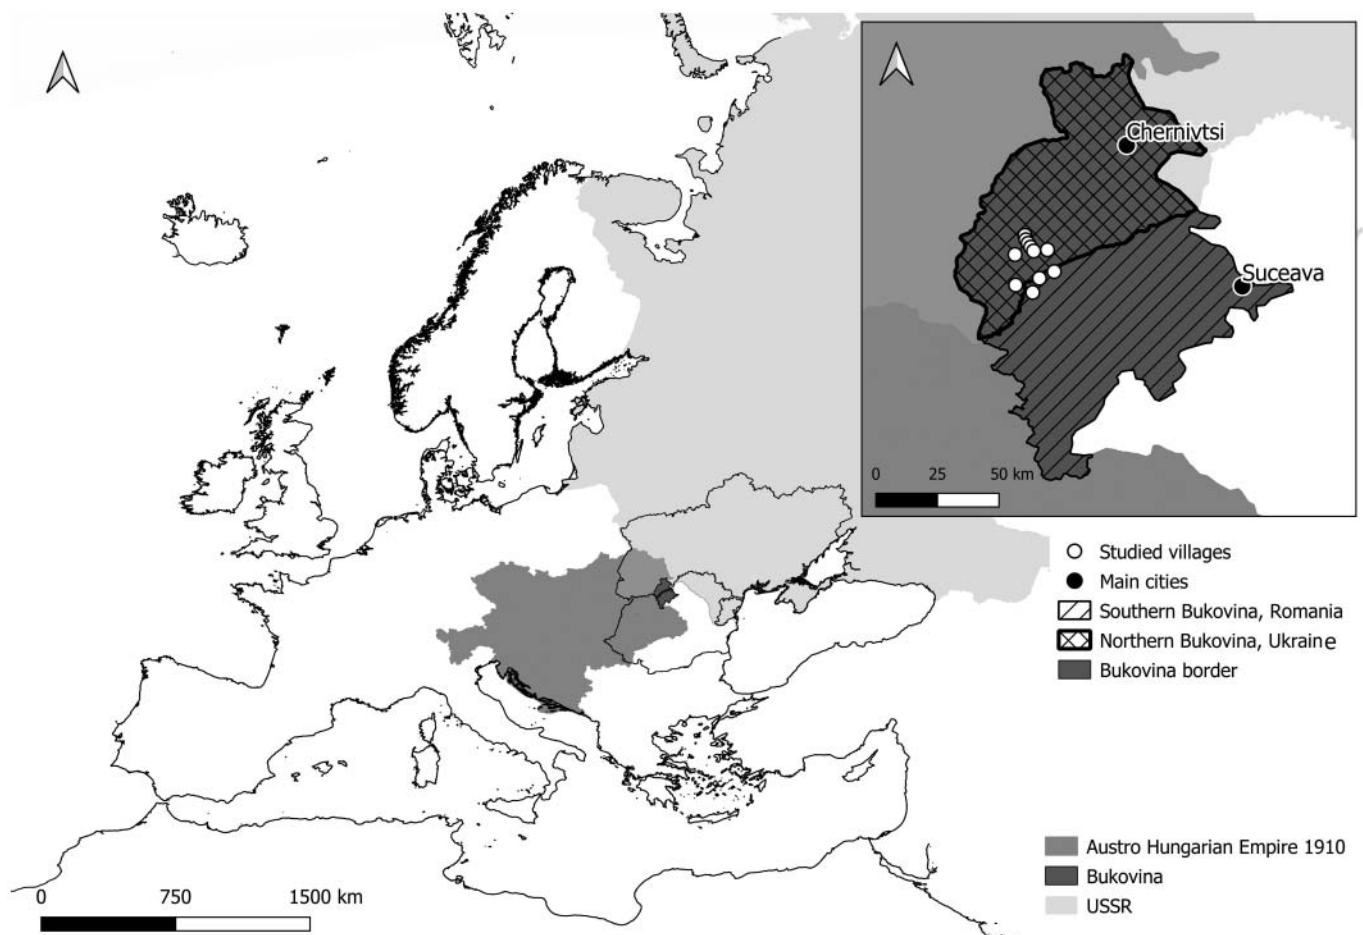 Chernivtsi
Suceava
0 25 50 km
Studied villages
Main cities
Southern Bukovina, Romania
Northern Bukovina, Ukraine
Bukovina border
Austro Hungarian Empire 1910
Bukovina
USSR
0 750 1500 km